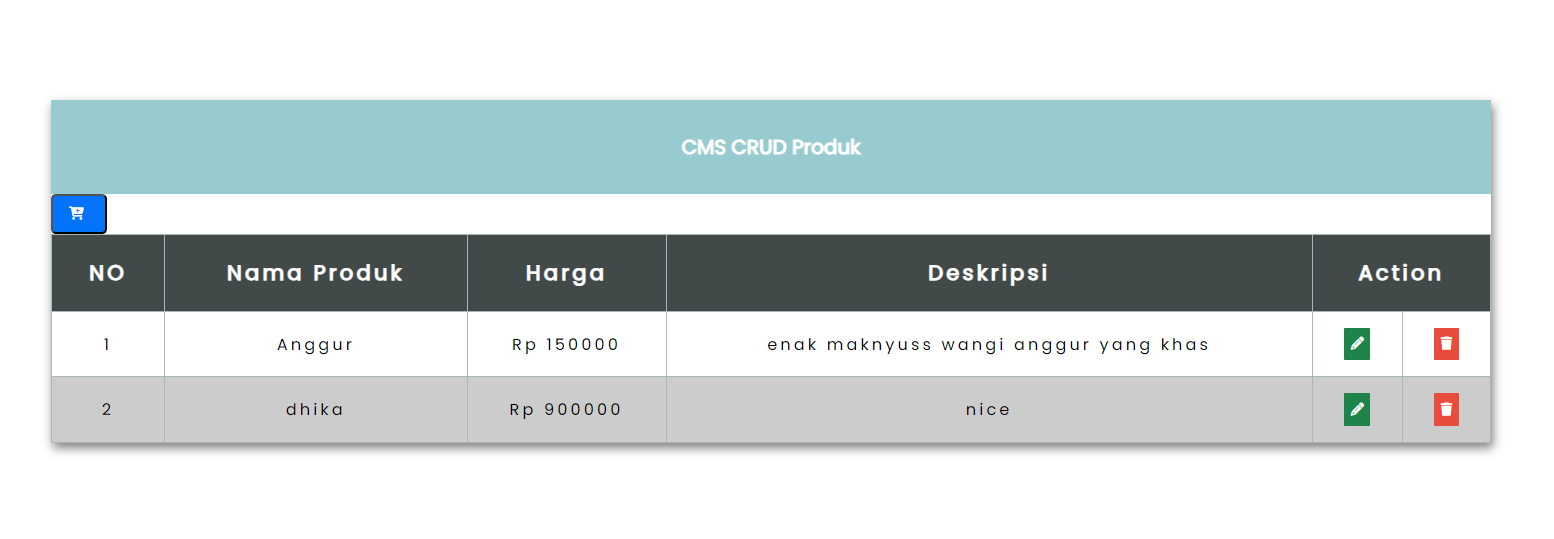 CMS CRUD Produk
NO Nama Produk Harga Deskripsi Action
1 Anggur Rp 150000 enak maknyuss wangi anggur yang khas
2 dhika Rp 900000 nice